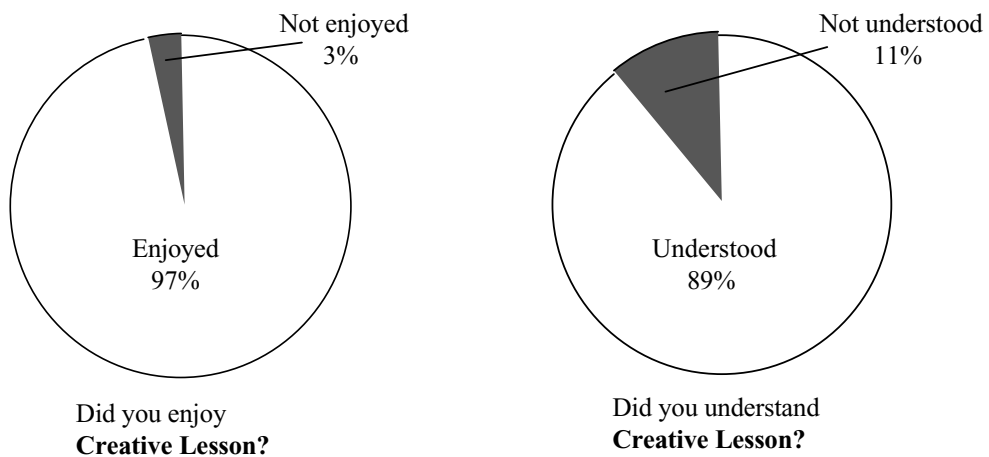 Not enjoyed
3%
Enjoyed
97%
Did you enjoy
Creative Lesson?
Not understood
11%
Understood
89%
Did you understand
Creative Lesson?